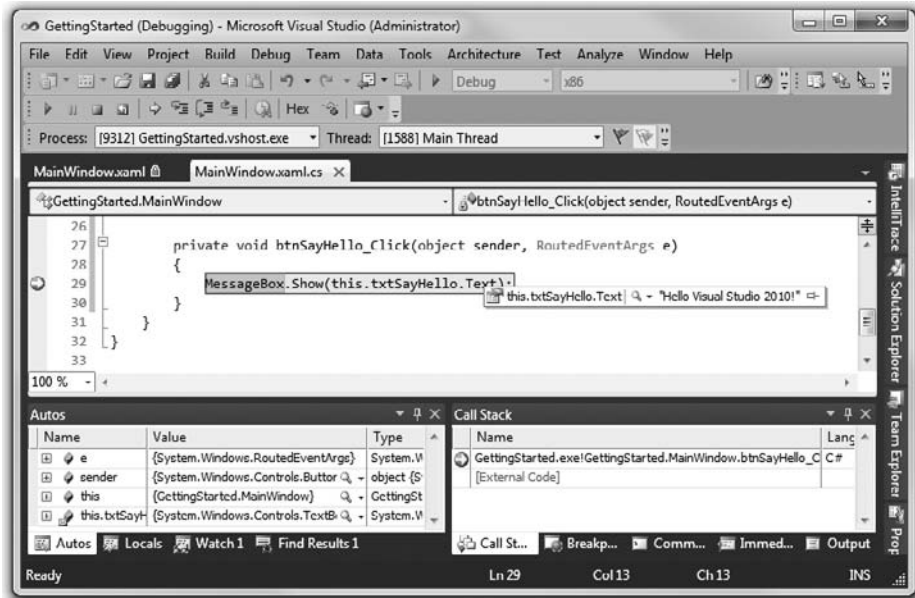 GettingStarted (Debugging) - Microsoft Visual Studio (Administrator)
File Edit View Project Build Debug Team Data Tools Architecture Test Analyze Window Help
Debug x86
Hex
Process: [9312] GettingStarted.vshost.exe Thread: [1588] Main Thread
MainWindow.xaml MainWindow.xaml.cs
GettingStarted.MainWindow btnSayHello_Click(object sender, RoutedEventArgs e)
26
27 private void btnSayHello_Click(object sender, RoutedEventArgs e)
28 {
29 MessageBox.Show(this.txtSayHello.Text);
this.txtSayHello.Text "Hello Visual Studio 2010!"
30 }
31 }
32 }
33
100 %
Autos
Name Value Type
e {System.Windows.RoutedEventArgs} System.W
sender {System.Windows.Controls.Button object {S
this {GettingStarted.MainWindow} GettingSt
this.txtSayH {System.Windows.Controls.TextB System.W
Autos Locals Watch 1 Find Results 1
Call Stack
Name Lang
GettingStarted.exe!GettingStarted.MainWindow.btnSayHello_C C#
[External Code]
Call St... Breakp... Comm... Immed... Output
IntelliTrace
Solution Explorer
Team Explorer
Prop
Ready Ln 29 Col 13 Ch 13 INS